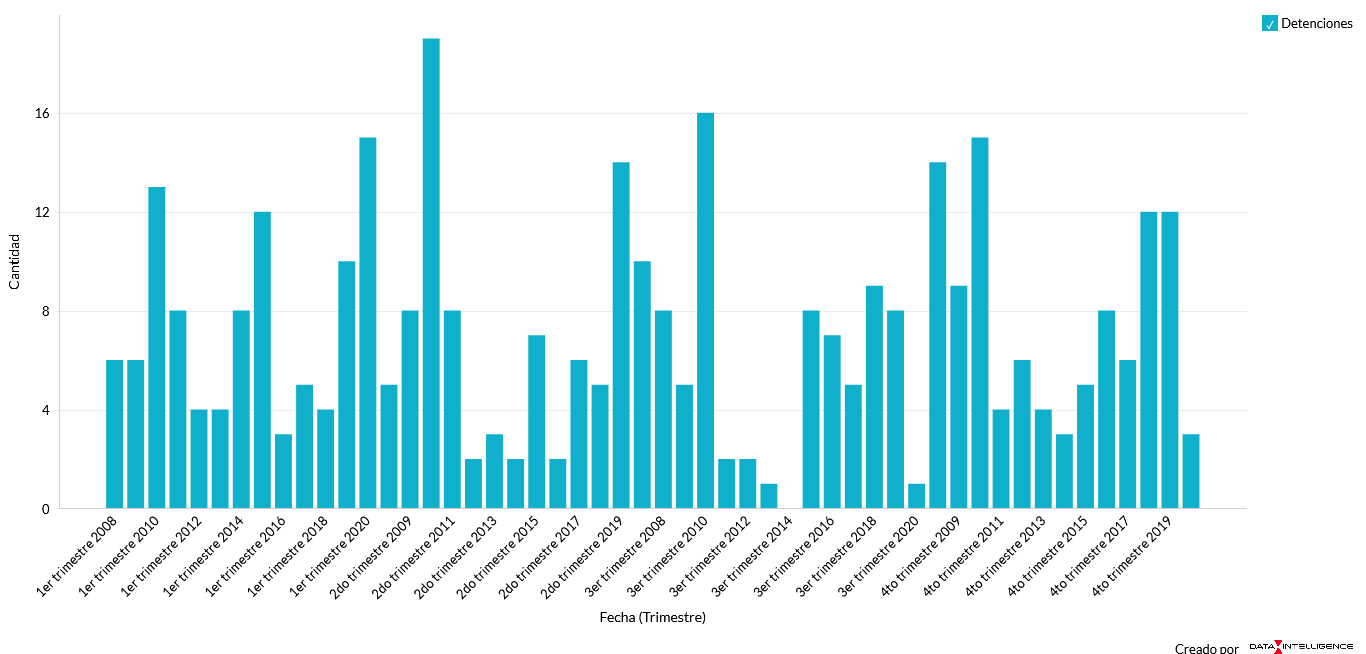 Detenciones
16
12
8
4
0
Cantidad
1er trimestre 2008
1er trimestre 2010
1er trimestre 2012
1er trimestre 2014
1er trimestre 2016
1er trimestre 2018
1er trimestre 2020
2do trimestre 2009
2do trimestre 2011
2do trimestre 2013
2do trimestre 2015
2do trimestre 2017
2do trimestre 2019
3er trimestre 2008
3er trimestre 2010
3er trimestre 2012
3er trimestre 2014
3er trimestre 2016
3er trimestre 2018
3er trimestre 2020
4to trimestre 2009
4to trimestre 2011
4to trimestre 2013
4to trimestre 2015
4to trimestre 2017
4to trimestre 2019
Fecha (Trimestre)
Creado por DATA INTELLIGENCE